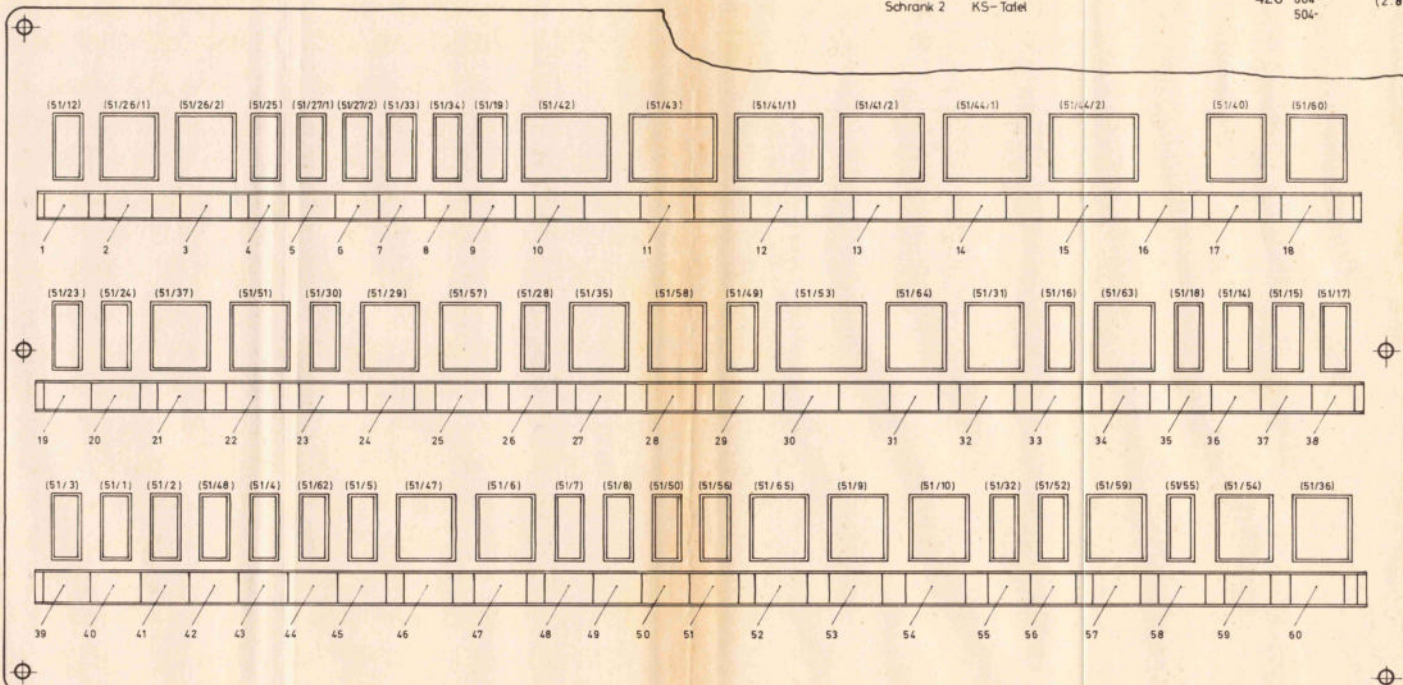 Schrank 2 KS-Tafel
504-
(51/12) (51/26/1) (51/26/2) (51/25) (51/27/1) (51/27/2) (51/33) (51/34) (51/19) (51/42) (51/43) (51/41/1) (51/41/2) (51/44/1) (51/44/2) (51/40) (51/60)
1 2 3 4 5 6 7 8 9 10 11 12 13 14 15 16 17 18
(51/23) (51/24) (51/37) (51/51) (51/30) (51/29) (51/57) (51/28) (51/35) (51/58) (51/49) (51/53) (51/64) (51/31) (51/16) (51/63) (51/18) (51/14) (51/15) (51/17)
19 20 21 22 23 24 25 26 27 28 29 30 31 32 33 34 35 36 37 38
(51/3) (51/1) (51/2) (51/48) (51/4) (51/62) (51/5) (51/47) (51/6) (51/7) (51/8) (51/50) (51/56) (51/65) (51/9) (51/10) (51/32) (51/52) (51/59) (51/55) (51/54) (51/36)
39 40 41 42 43 44 45 46 47 48 49 50 51 52 53 54 55 56 57 58 59 60